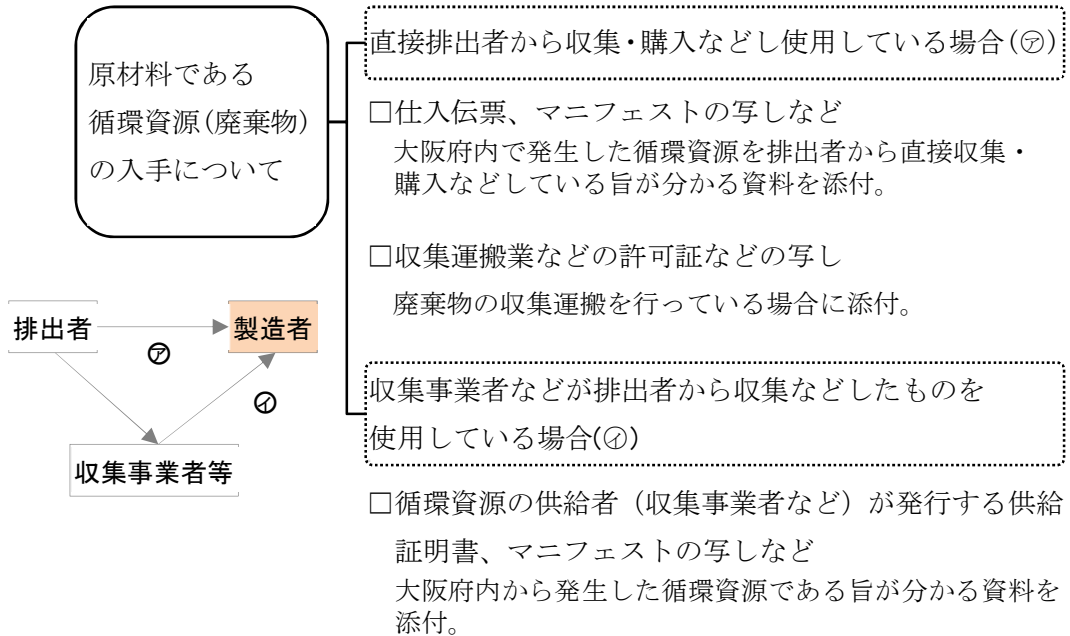 原材料である
循環資源(廃棄物)
の入手について
直接排出者から収集・購入などし使用している場合(㋐)
□仕入伝票、マニフェストの写しなど
大阪府内で発生した循環資源を排出者から直接収集・
購入などしている旨が分かる資料を添付。
□収集運搬業などの許可証などの写し
廃棄物の収集運搬を行っている場合に添付。
排出者
製造者
㋐
㋑
収集事業者等
収集事業者などが排出者から収集などしたものを
使用している場合(㋑)
□循環資源の供給者（収集事業者など）が発行する供給
証明書、マニフェストの写しなど
大阪府内から発生した循環資源である旨が分かる資料を
添付。